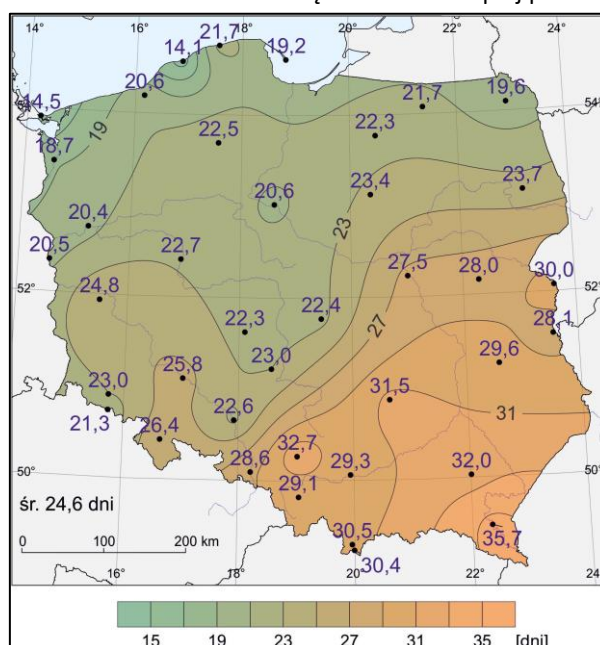 14° 16° 18° 20° 22° 24°
21,7
14,1 19,2
20,6 19,6
14,5 21,7 54°
19
22,5 22,3
18,7
23,4 23,7
20,6
20,4
23
20,5 22,7
27,5 28,0 30,0
52° 24,8 52°
22,3 22,4
27 28,1
29,6
25,8 23,0
23,0 31,5
21,3 22,6 31
26,4
32,7
50° 28,6 29,3 32,0 50°
29,1
śr. 24,6 dni
30,5 35,7
0 100 200 km
30,4
16° 18° 20° 22° 24°
15 19 23 27 31 35 [dni]